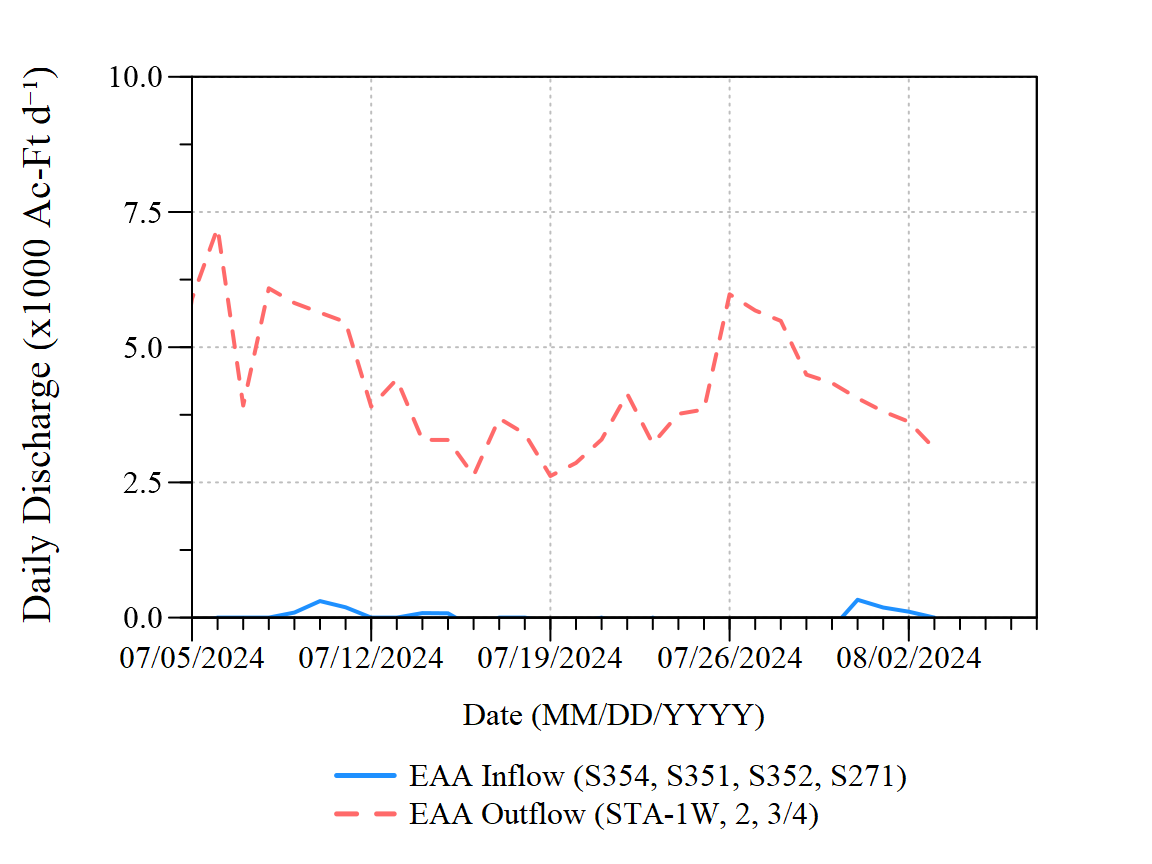 Daily Discharge (x1000 Ac-Ft d⁻¹)
10.0
7.5
5.0
2.5
0.0
07/05/2024 07/12/2024 07/19/2024 07/26/2024 08/02/2024
Date (MM/DD/YYYY)
EAA Inflow (S354, S351, S352, S271)
EAA Outflow (STA-1W, 2, 3/4)